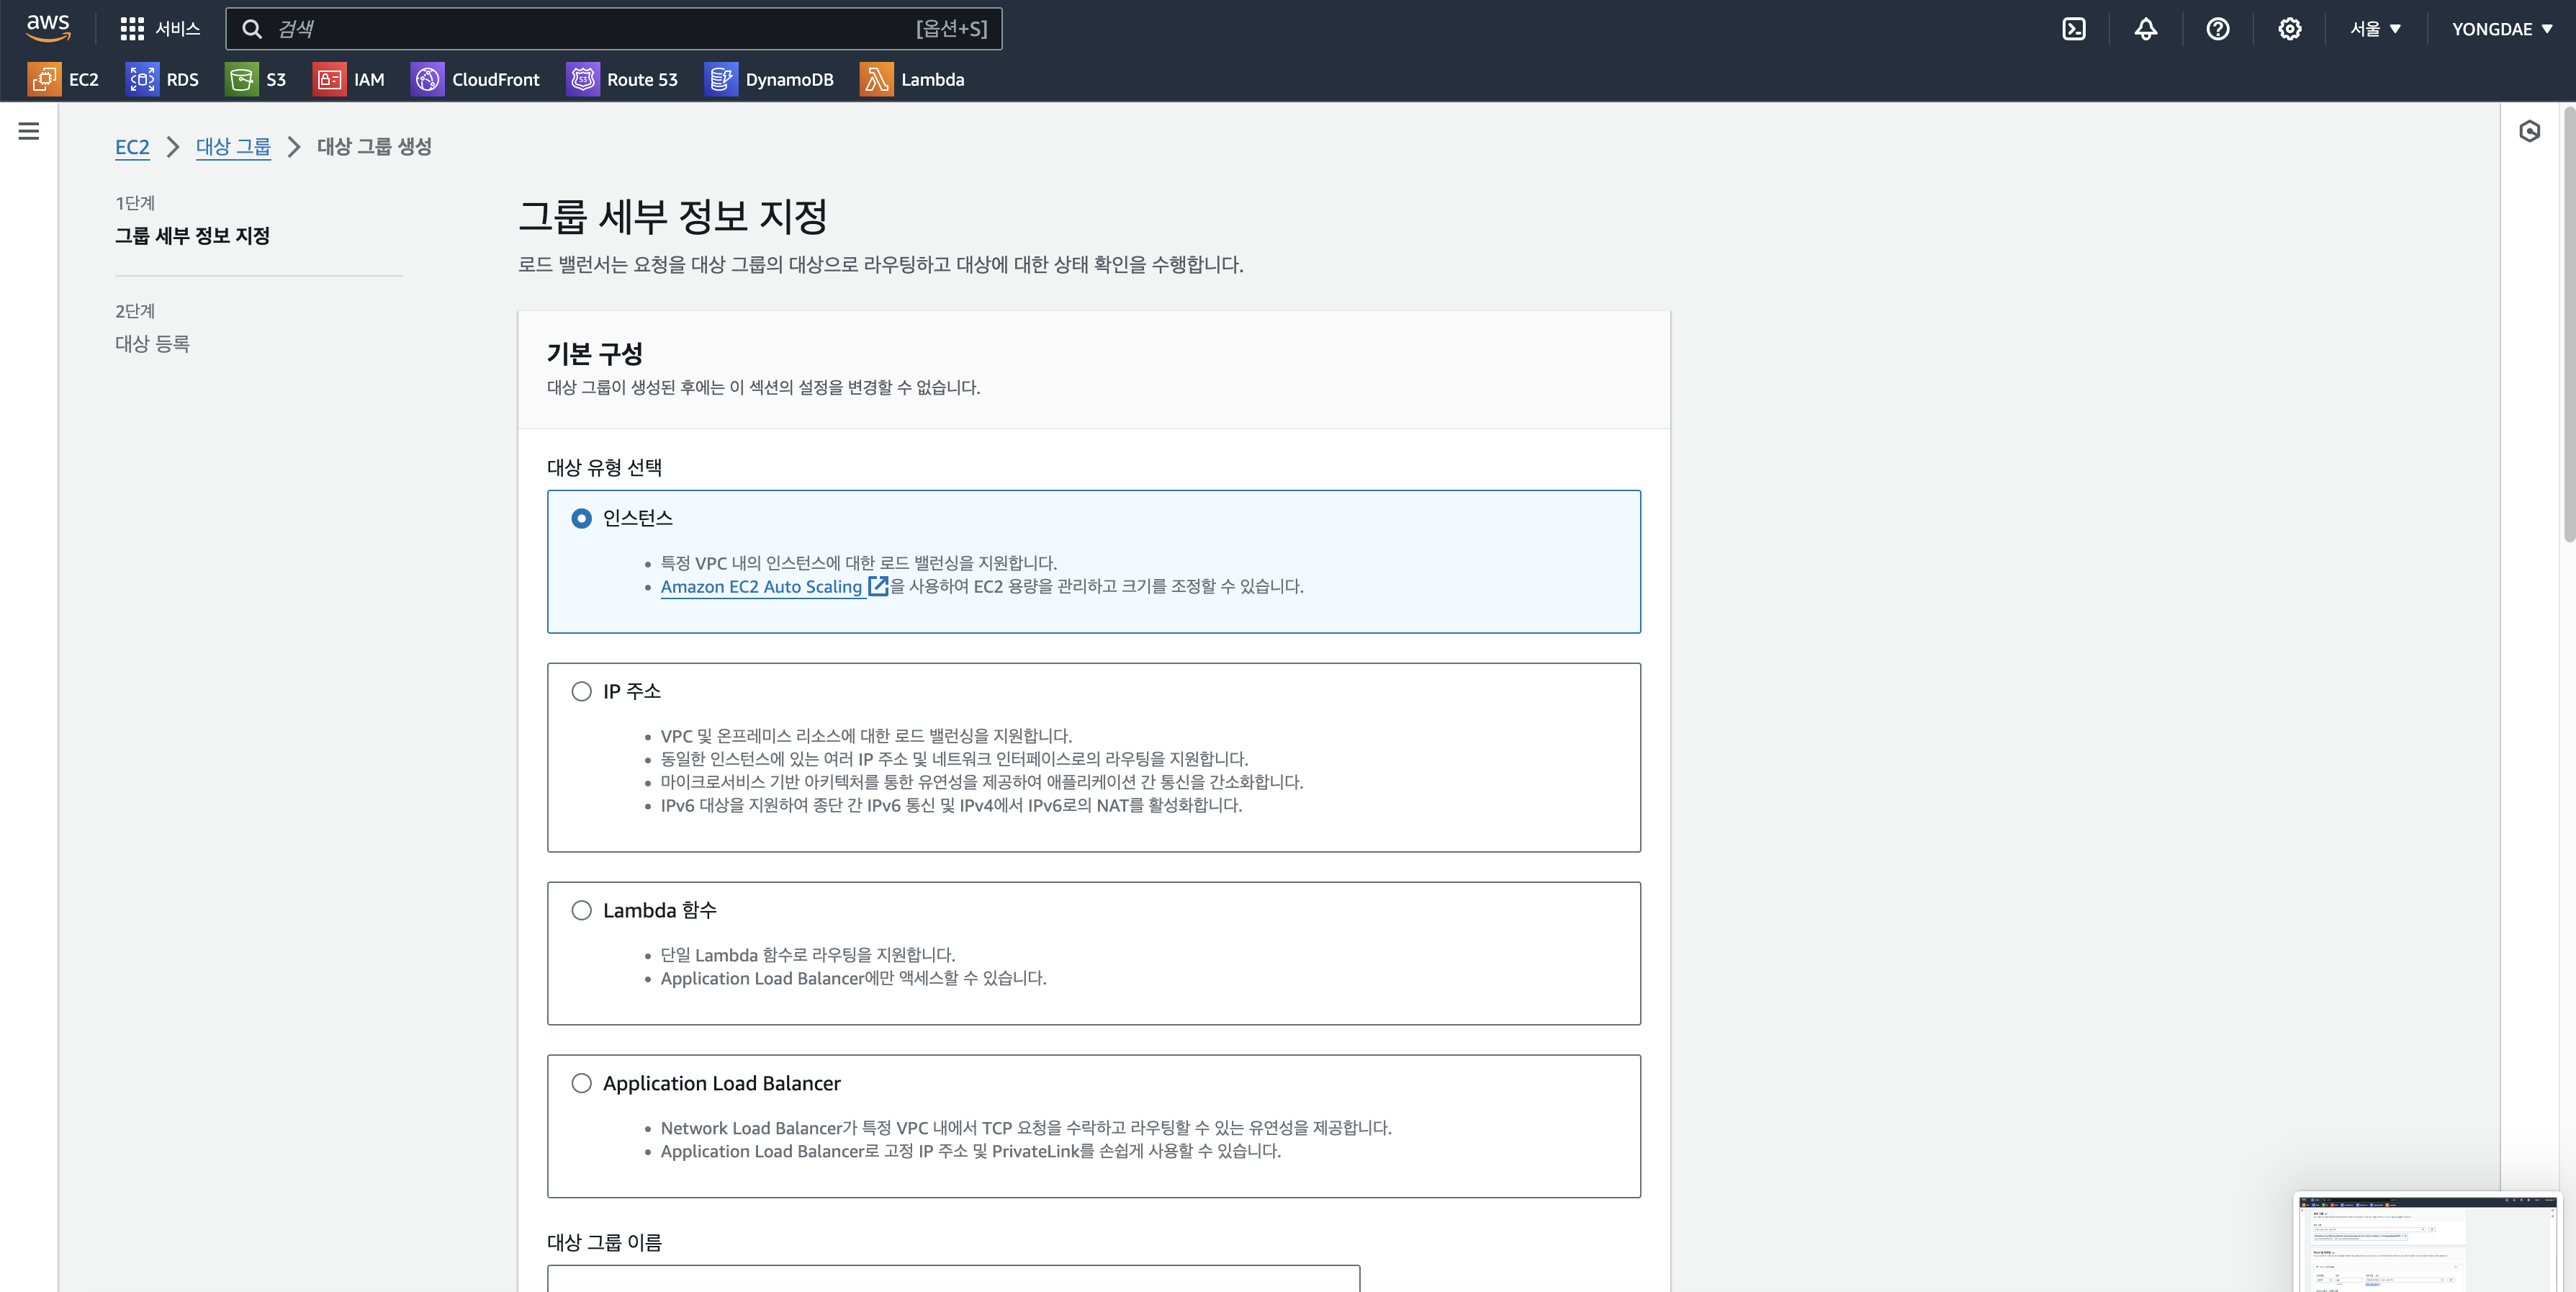 aws
서비스
검색
[옵션+S]
서울 ▼
YONGDAE ▼
EC2
RDS
S3
IAM
CloudFront
Route 53
DynamoDB
Lambda
EC2 > 대상 그룹 > 대상 그룹 생성
1단계
그룹 세부 정보 지정
2단계
대상 등록
그룹 세부 정보 지정
로드 밸런서는 요청을 대상 그룹의 대상으로 라우팅하고 대상에 대한 상태 확인을 수행합니다.
기본 구성
대상 그룹이 생성된 후에는 이 섹션의 설정을 변경할 수 없습니다.
대상 유형 선택
인스턴스
• 특정 VPC 내의 인스턴스에 대한 로드 밸런싱을 지원합니다.
• Amazon EC2 Auto Scaling 을 사용하여 EC2 용량을 관리하고 크기를 조정할 수 있습니다.
IP 주소
• VPC 및 온프레미스 리소스에 대한 로드 밸런싱을 지원합니다.
• 동일한 인스턴스에 있는 여러 IP 주소 및 네트워크 인터페이스로의 라우팅을 지원합니다.
• 마이크로서비스 기반 아키텍처를 통한 유연성을 제공하여 애플리케이션 간 통신을 간소화합니다.
• IPv6 대상을 지원하여 종단 간 IPv6 통신 및 IPv4에서 IPv6로의 NAT를 활성화합니다.
Lambda 함수
• 단일 Lambda 함수로 라우팅을 지원합니다.
• Application Load Balancer에만 액세스할 수 있습니다.
Application Load Balancer
• Network Load Balancer가 특정 VPC 내에서 TCP 요청을 수락하고 라우팅할 수 있는 유연성을 제공합니다.
• Application Load Balancer로 고정 IP 주소 및 PrivateLink를 손쉽게 사용할 수 있습니다.
대상 그룹 이름